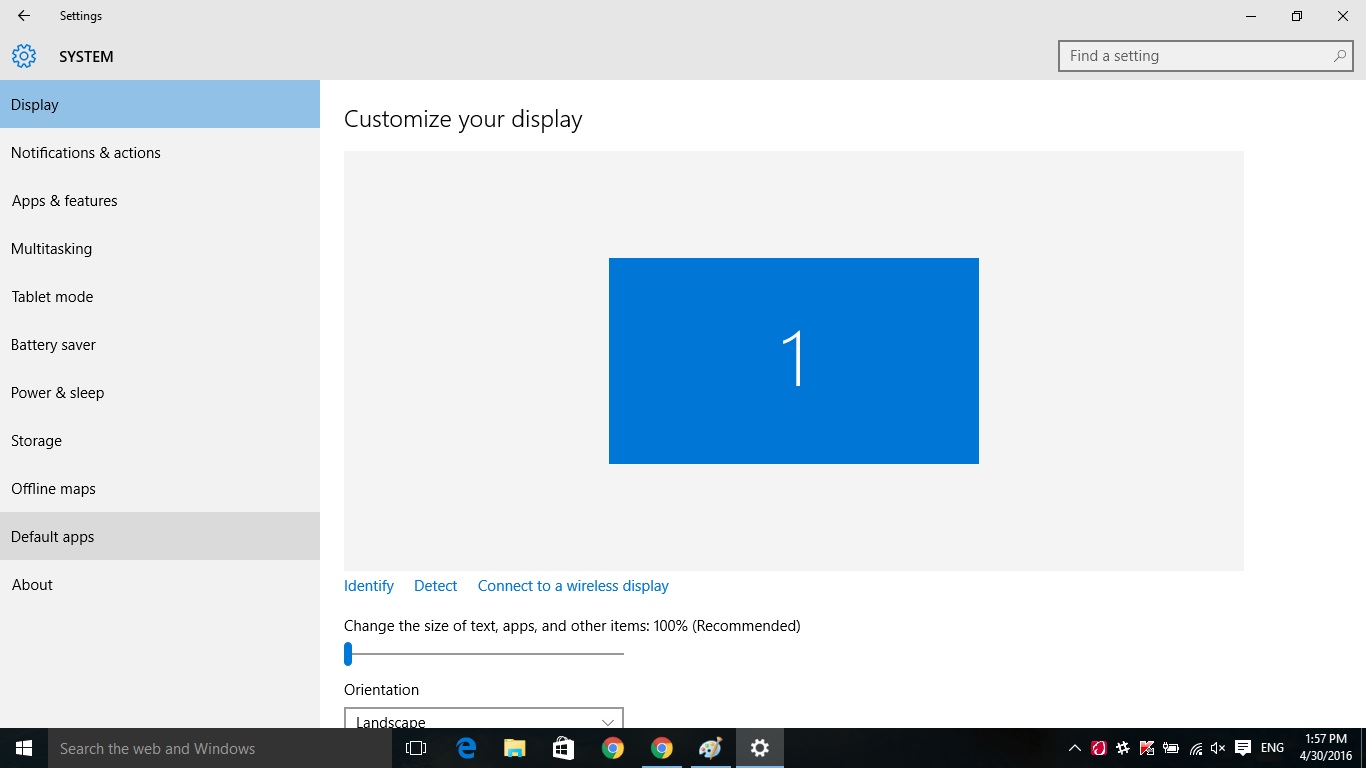 Settings
SYSTEM
Find a setting
Display
Notifications & actions
Apps & features
Multitasking
Tablet mode
Battery saver
Power & sleep
Storage
Offline maps
Default apps
About
Customize your display
1
Identify Detect Connect to a wireless display
Change the size of text, apps, and other items: 100% (Recommended)
Orientation
Landscape
Search the web and Windows
ENG
1:57 PM
4/30/2016